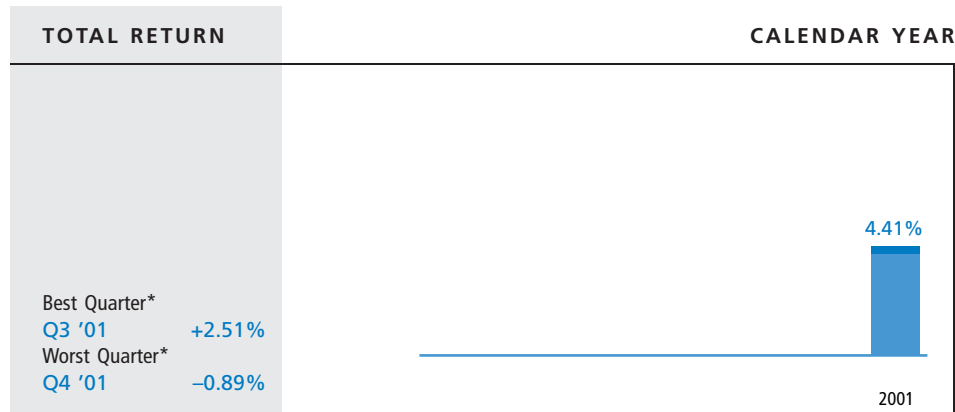 TOTAL RETURN
CALENDAR YEAR
4.41%
Best Quarter*
Q3 ’01 +2.51%
Worst Quarter*
Q4 ’01 –0.89%
2001